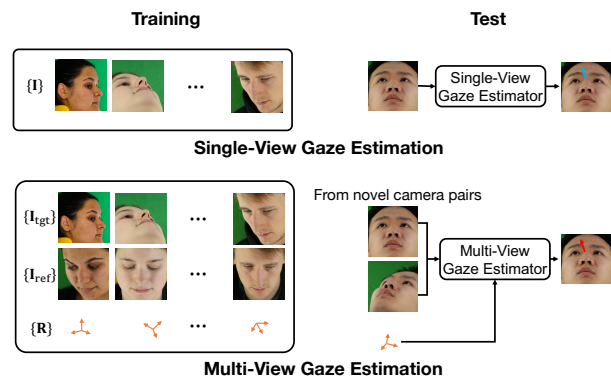 Training
Test
{I}
...
Single-View
Gaze Estimator
Single-View Gaze Estimation
From novel camera pairs
{I_tgt}
...
{I_ref}
...
Multi-View
Gaze Estimator
{R}
...
Multi-View Gaze Estimation